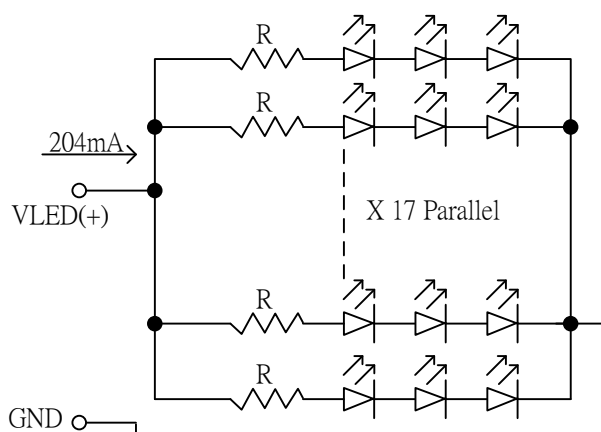 R
R
204mA
VLED(+)
X 17 Parallel
R
R
GND